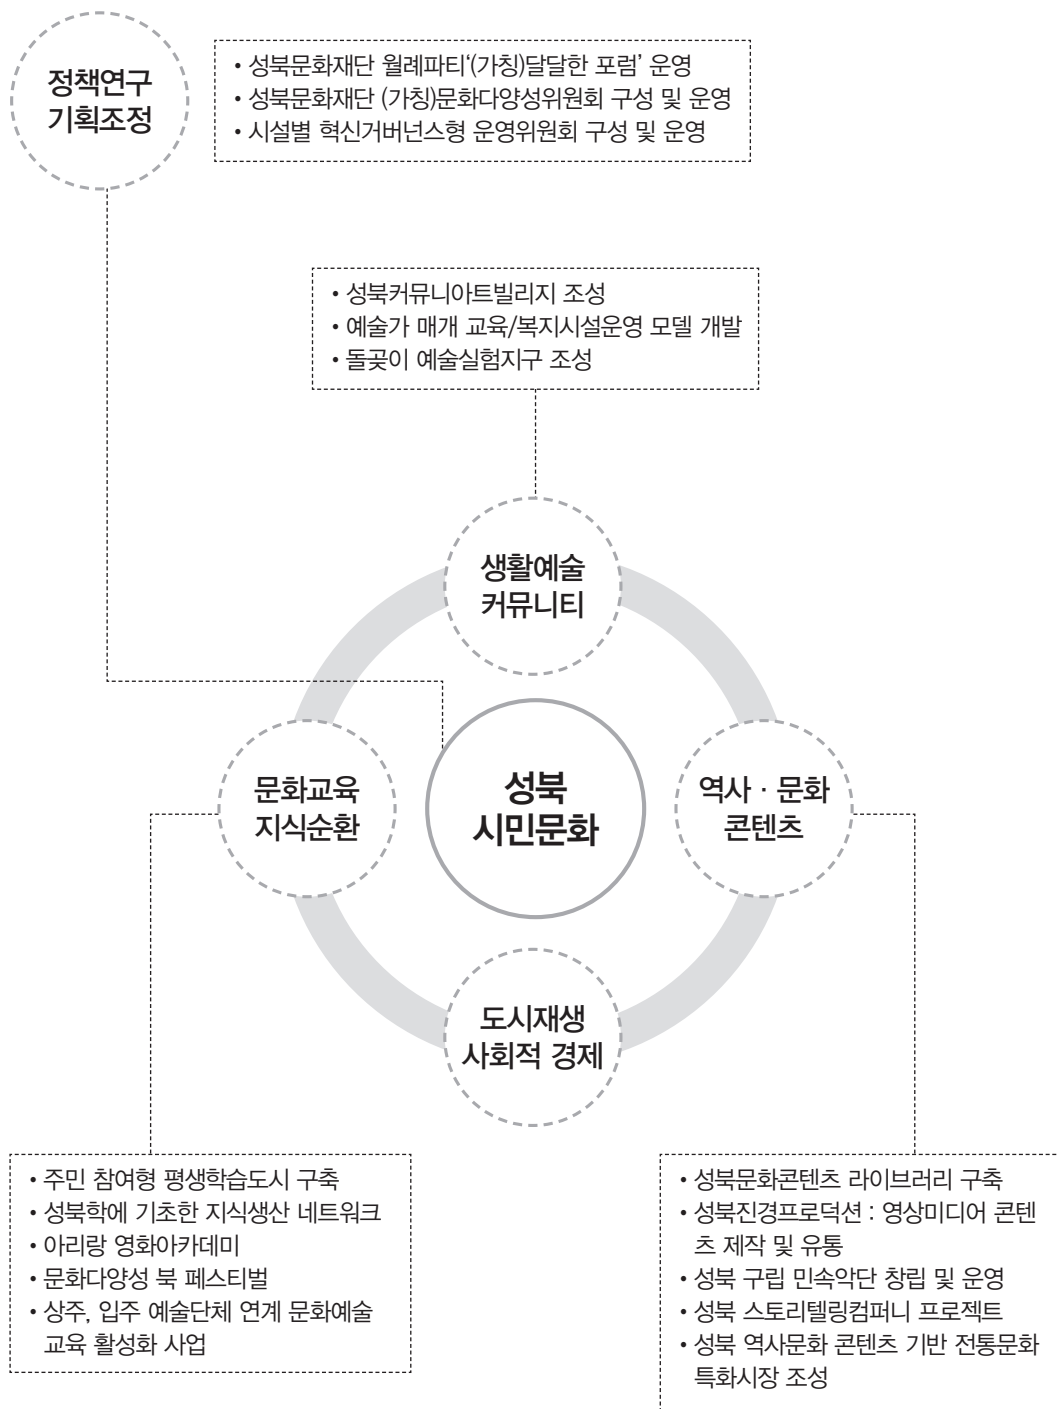 정책연구
기획조정
• 성북문화재단 월례파티‘(가칭)달달한 포럼’ 운영
• 성북문화재단 (가칭)문화다양성위원회 구성 및 운영
• 시설별 혁신거버넌스형 운영위원회 구성 및 운영
• 성북커뮤니아트빌리지 조성
• 예술가 매개 교육/복지시설운영 모델 개발
• 돌곶이 예술실험지구 조성
생활예술
커뮤니티
문화교육
지식순환
성북
시민문화
역사 · 문화
콘텐츠
도시재생
사회적 경제
• 주민 참여형 평생학습도시 구축
• 성북학에 기초한 지식생산 네트워크
• 아리랑 영화아카데미
• 문화다양성 북 페스티벌
• 상주, 입주 예술단체 연계 문화예술
교육 활성화 사업
• 성북문화콘텐츠 라이브러리 구축
• 성북진경프로덕션 : 영상미디어 콘텐
츠 제작 및 유통
• 성북 구립 민속악단 창립 및 운영
• 성북 스토리텔링컴퍼니 프로젝트
• 성북 역사문화 콘텐츠 기반 전통문화
특화시장 조성